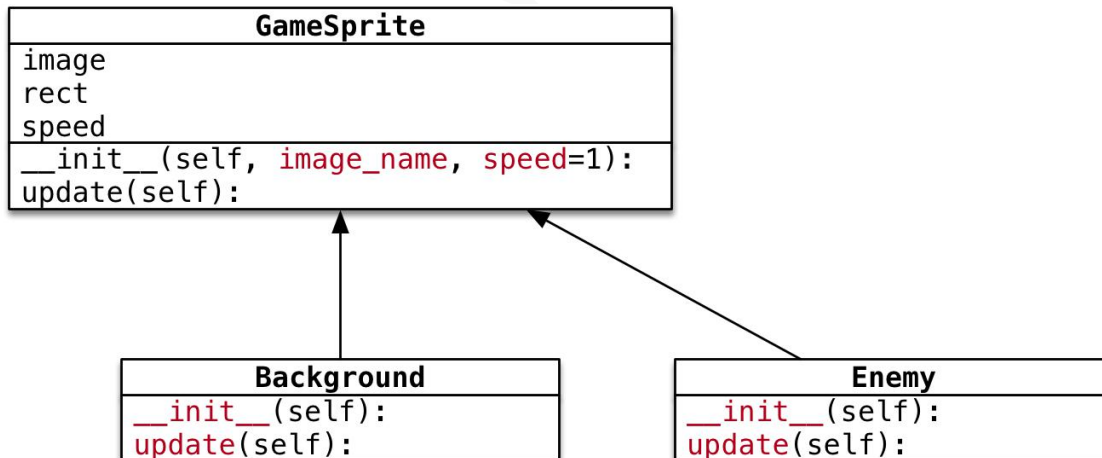 GameSprite
image
rect
speed
__init__(self, image_name, speed=1):
update(self):
Background
__init__(self):
update(self):
Enemy
__init__(self):
update(self):